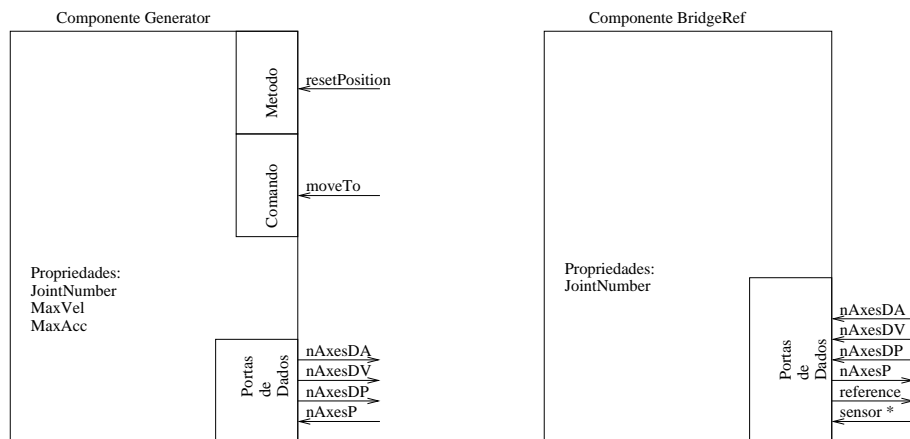 Componente Generator
Metodo
resetPosition
Comando
moveTo
Propriedades:
JointNumber
MaxVel
MaxAcc
Portas
de
Dados
nAxesDA
nAxesDV
nAxesDP
nAxesP
Componente BridgeRef
Propriedades:
JointNumber
Portas
de
Dados
nAxesDA
nAxesDV
nAxesDP
nAxesP
reference
sensor *